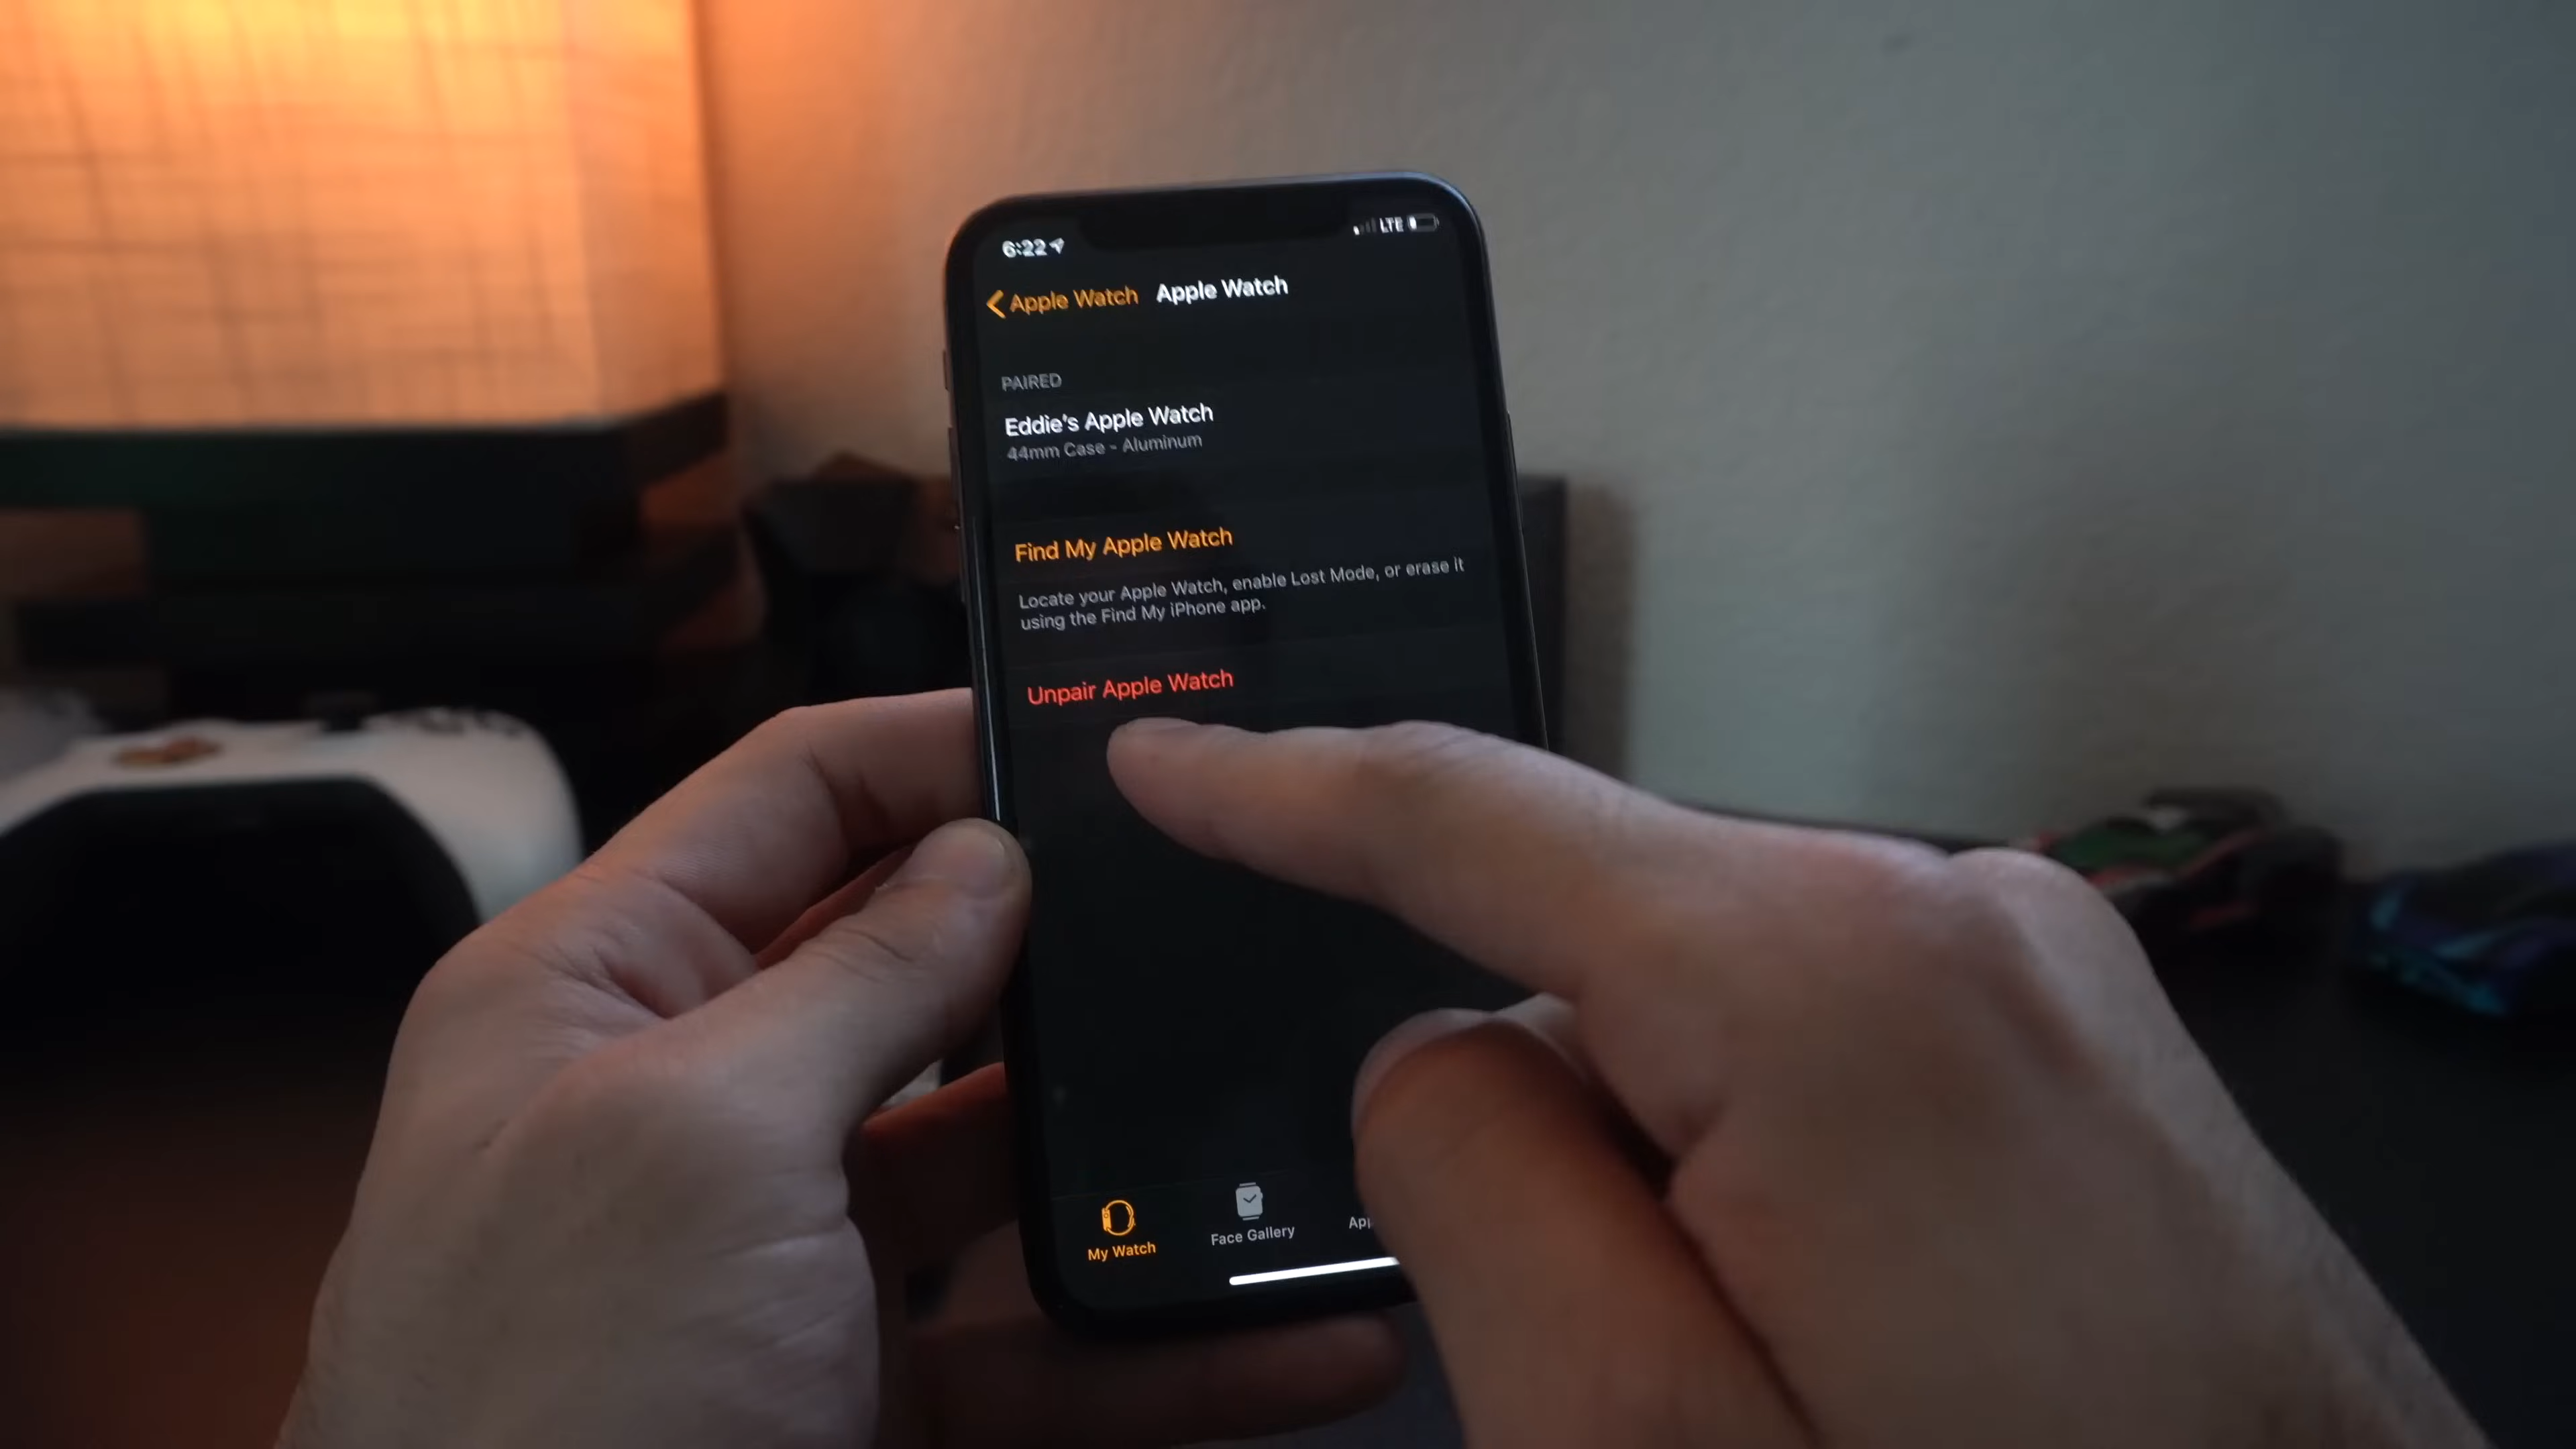 6:22
LTE
Apple Watch Apple Watch
PAIRED
Eddie's Apple Watch
44mm Case - Aluminum
Find My Apple Watch
Locate your Apple Watch, enable Lost Mode, or erase it
using the Find My iPhone app.
Unpair Apple Watch
My Watch
Face Gallery
App